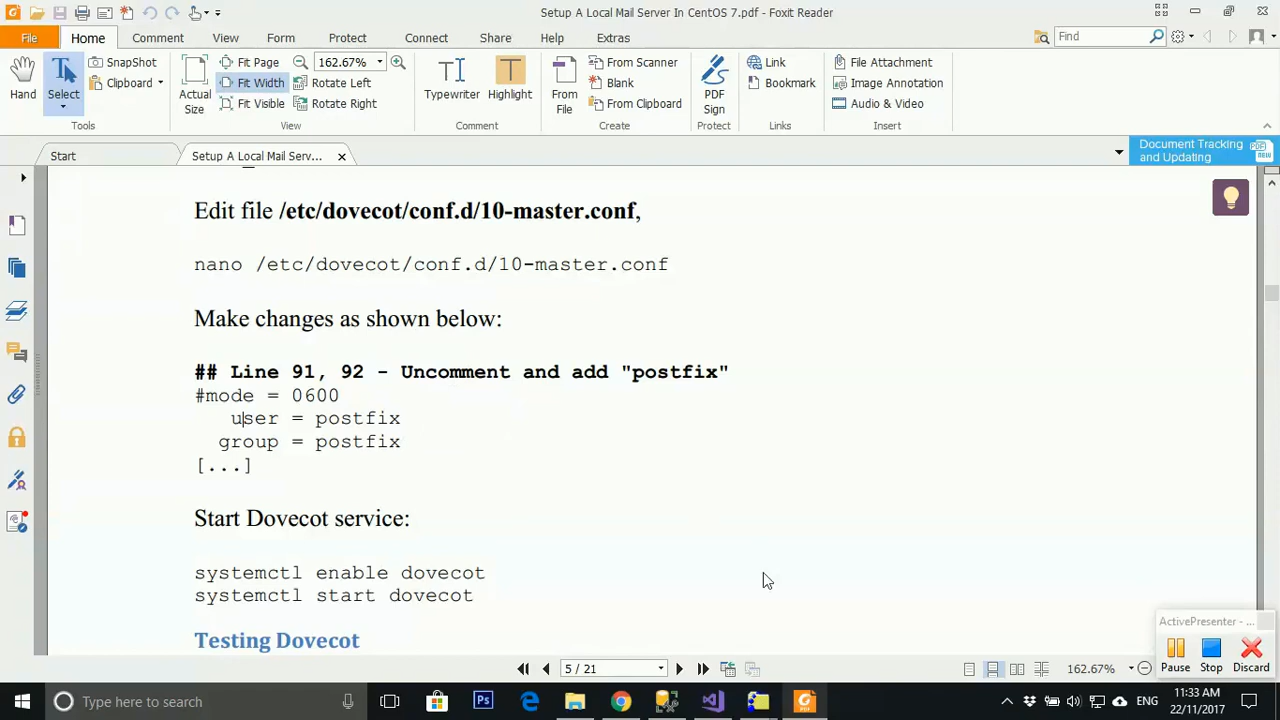 Setup A Local Mail Server In CentOS 7.pdf - Foxit Reader
File Home Comment View Form Protect Connect Share Help Extras Find
Hand
Select
SnapShot
Clipboard
Tools
Actual Size
Fit Page
Fit Width
Fit Visible
162.67%
Rotate Left
Rotate Right
View
Typewriter
Highlight
Comment
From File
From Scanner
Blank
From Clipboard
Create
PDF Sign
Protect
Link
Bookmark
Links
File Attachment
Image Annotation
Audio & Video
Insert
Start
Setup A Local Mail Serv...
Document Tracking
and Updating
Edit file /etc/dovecot/conf.d/10-master.conf,
nano /etc/dovecot/conf.d/10-master.conf
Make changes as shown below:
## Line 91, 92 - Uncomment and add "postfix"
#mode = 0600
user = postfix
group = postfix
[...]
Start Dovecot service:
systemctl enable dovecot
systemctl start dovecot
Testing Dovecot
ActivePresenter - ...
Pause Stop Discard
5 / 21
162.67%
Type here to search
ENG
11:33 AM
22/11/2017